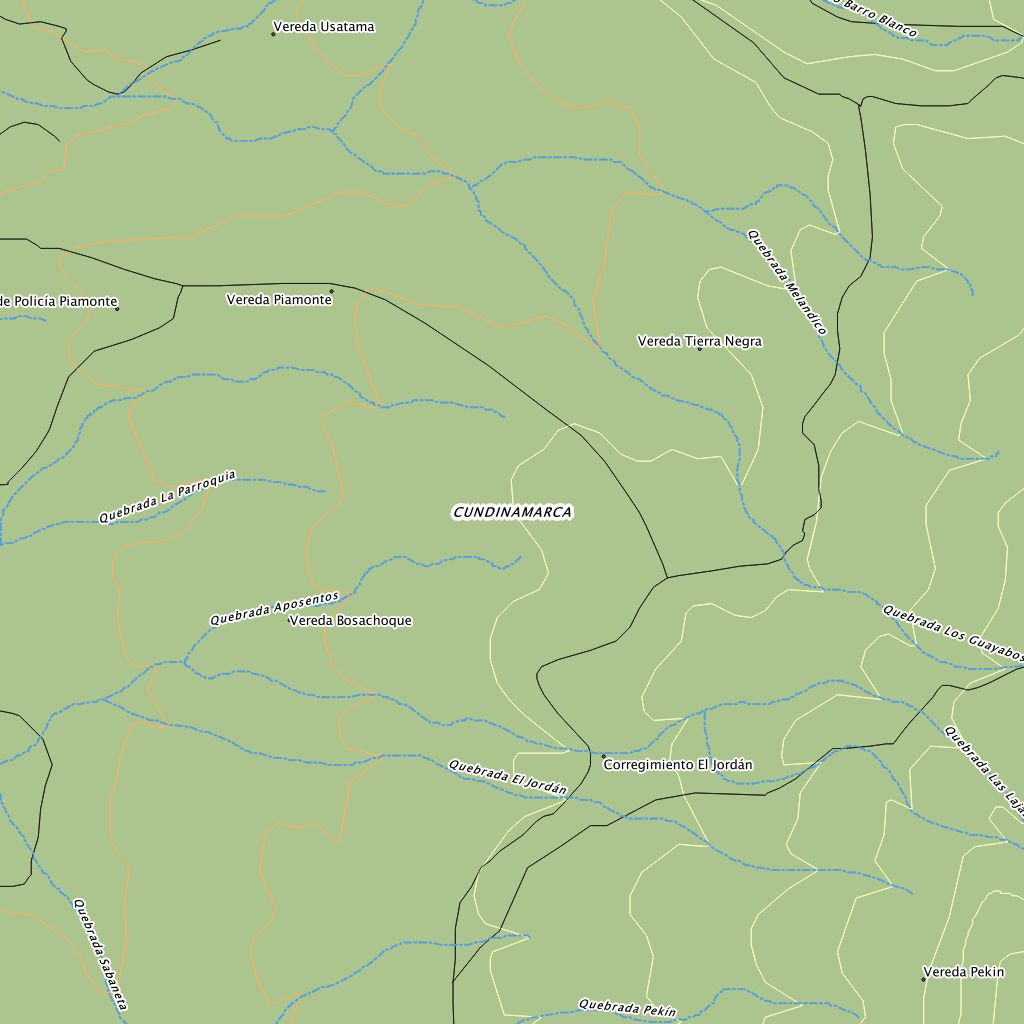 Barro Blanco
Vereda Usatama
Quebrada Melandico
de Policía Piamonte
Vereda Piamonte
Vereda Tierra Negra
Quebrada La Parroquia
CUNDINAMARCA
Quebrada Aposentos
Vereda Bosachoque
Quebrada Los Guayabos
Quebrada Las Lajas
Corregimiento El Jordán
Quebrada El Jordán
Quebrada Sabaneta
Vereda Pekin
Quebrada Pekín